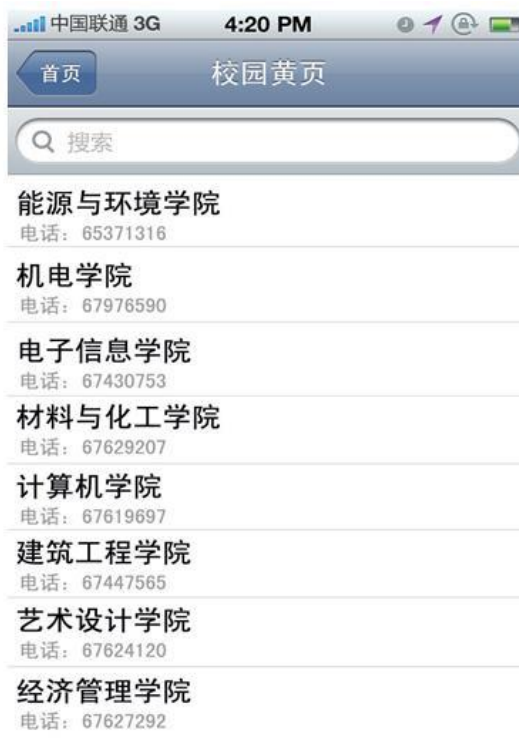 中国联通 3G 4:20 PM
首页 校园黄页
搜索
能源与环境学院
电话：65371316
机电学院
电话：67976590
电子信息学院
电话：67430753
材料与化工学院
电话：67629207
计算机学院
电话：67619697
建筑工程学院
电话：67447565
艺术设计学院
电话：67624120
经济管理学院
电话：67627292